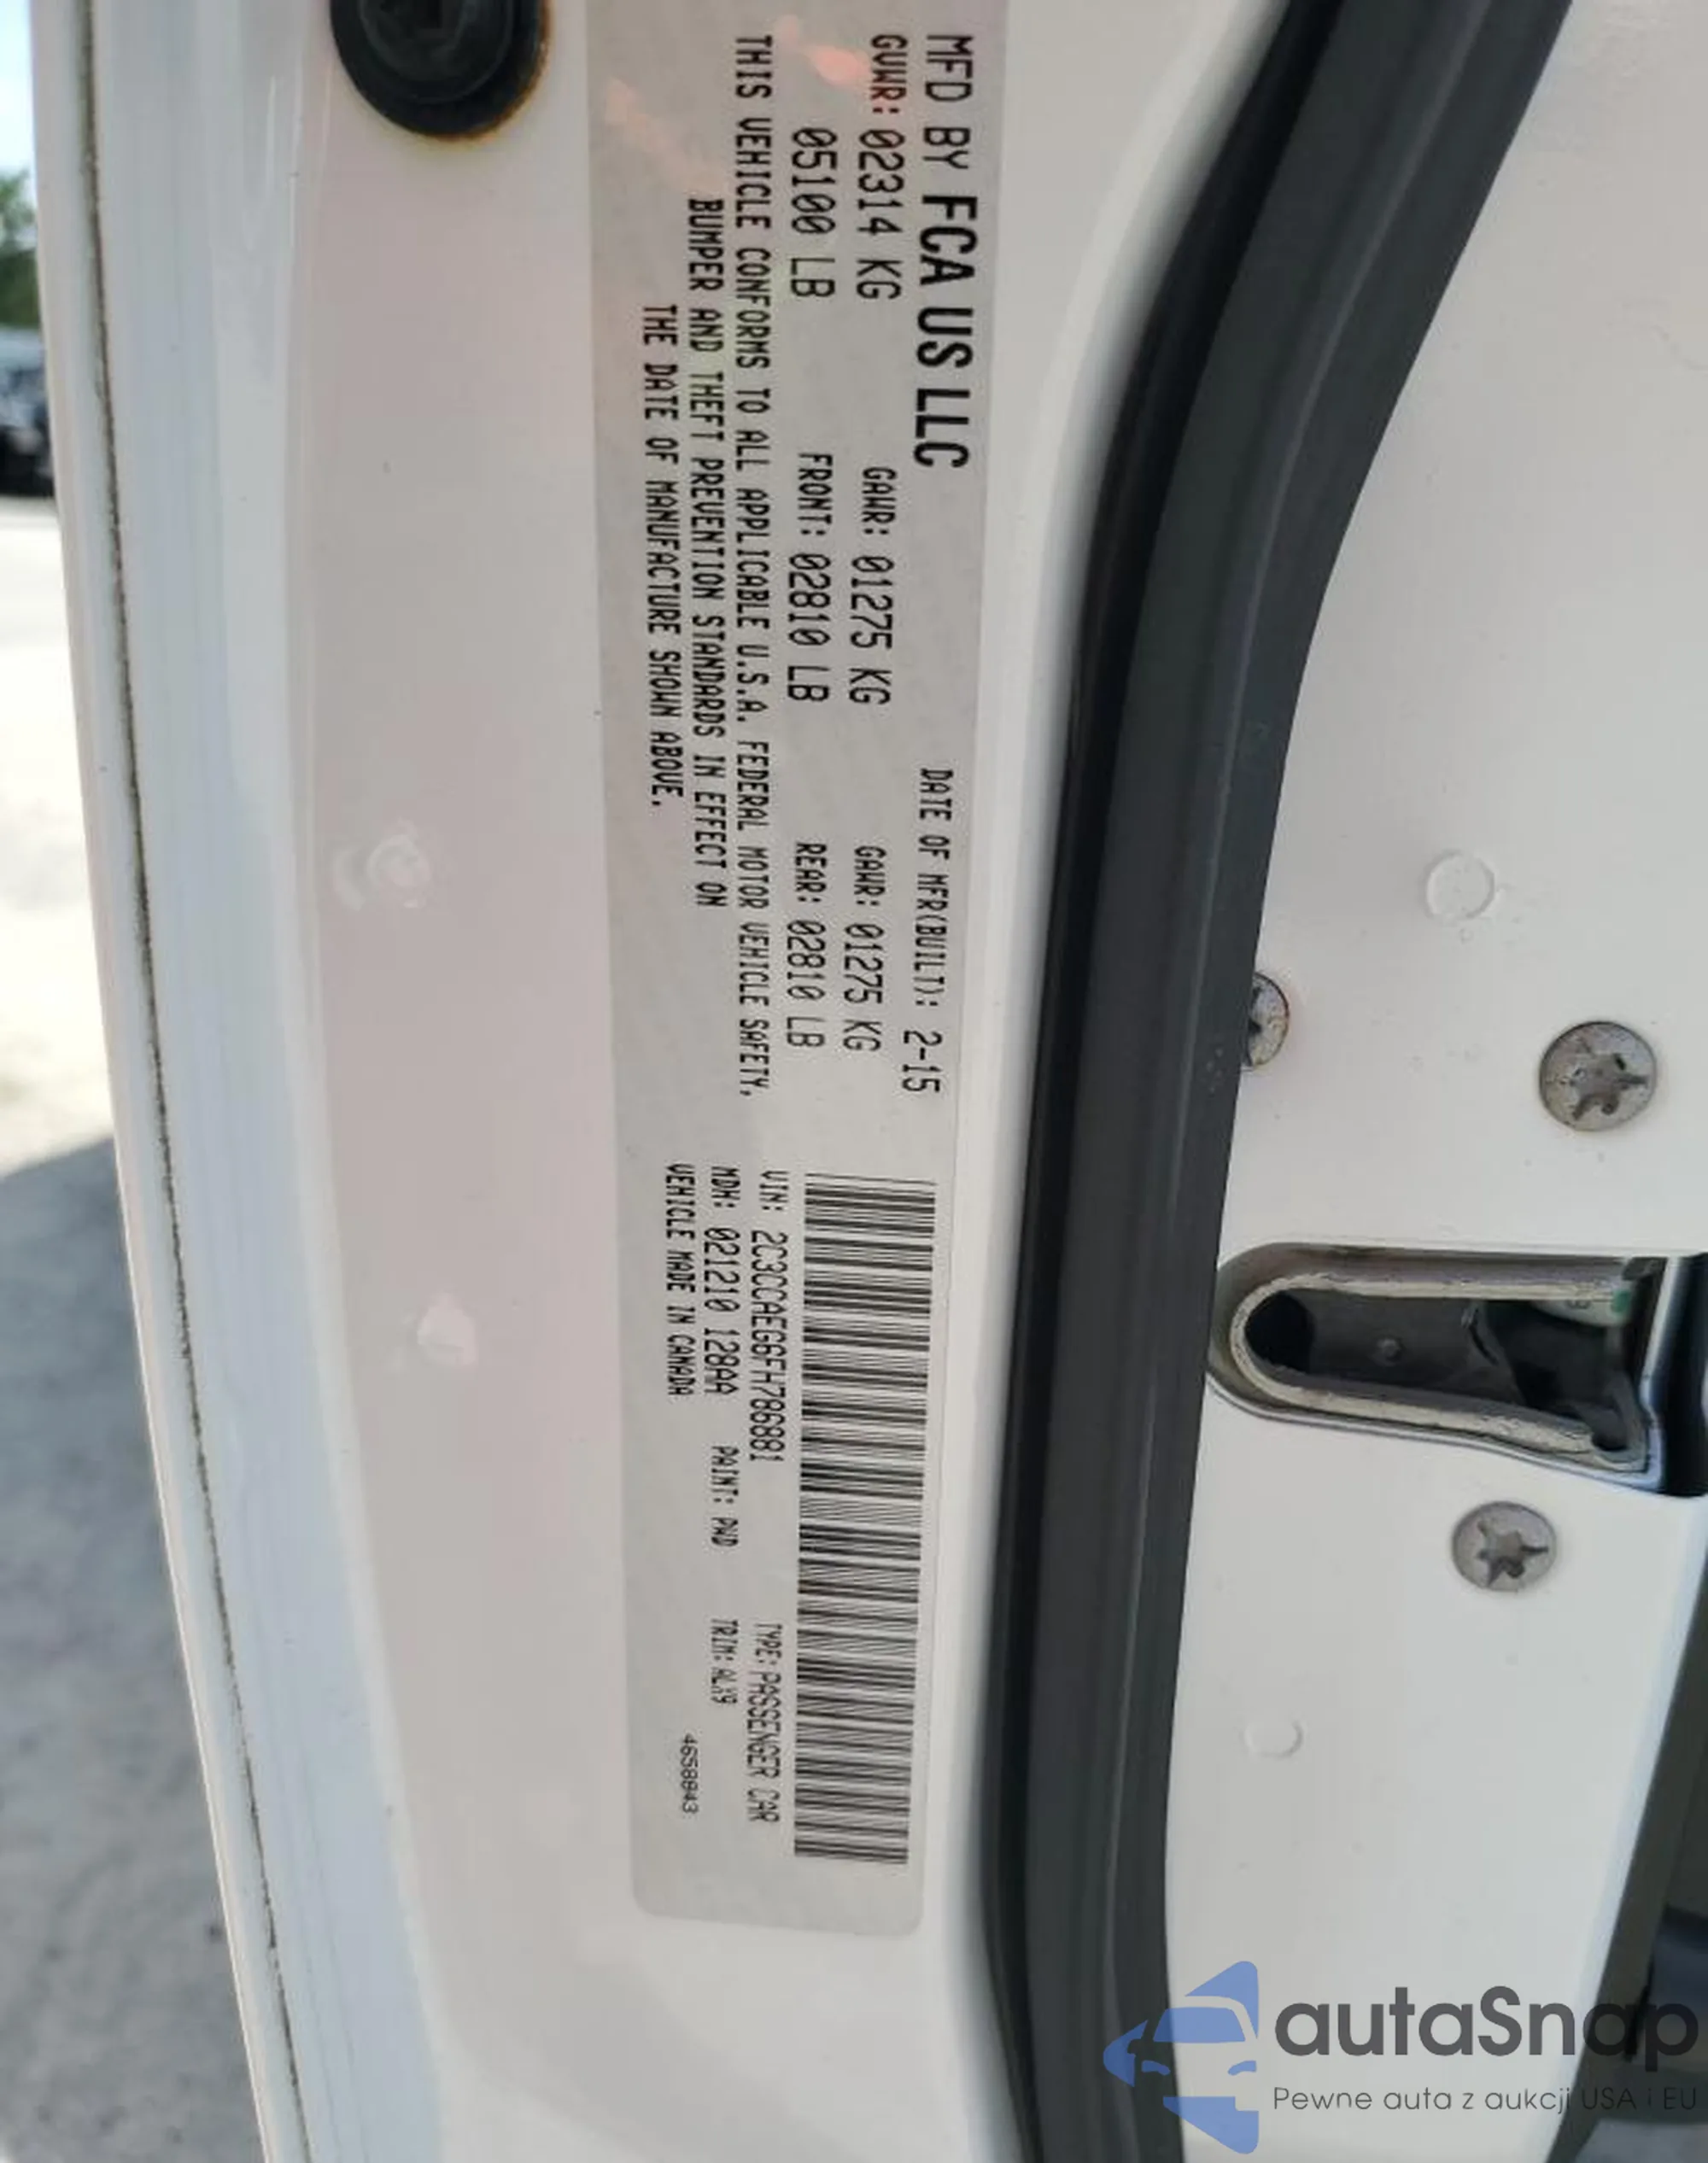 MFD BY FCA US LLC
DATE OF MFR(BUILT): 2-15
GVWR: 02314 KG
GAWR: 01275 KG
GAWR: 01275 KG
05100 LB
FRONT: 02810 LB
REAR: 02810 LB
THIS VEHICLE CONFORMS TO ALL APPLICABLE U.S.A. FEDERAL MOTOR VEHICLE SAFETY,
BUMPER AND THEFT PREVENTION STANDARDS IN EFFECT ON
THE DATE OF MANUFACTURE SHOWN ABOVE.
VIN: 2C3CCAEG6FH786881
TYPE: PASSENGER CAR
MDH: 021210 128AA
PAINT: PWD
TRIM: ALX9
VEHICLE MADE IN CANADA
4658843
autaSnap
Pewne auta z aukcji USA i EU